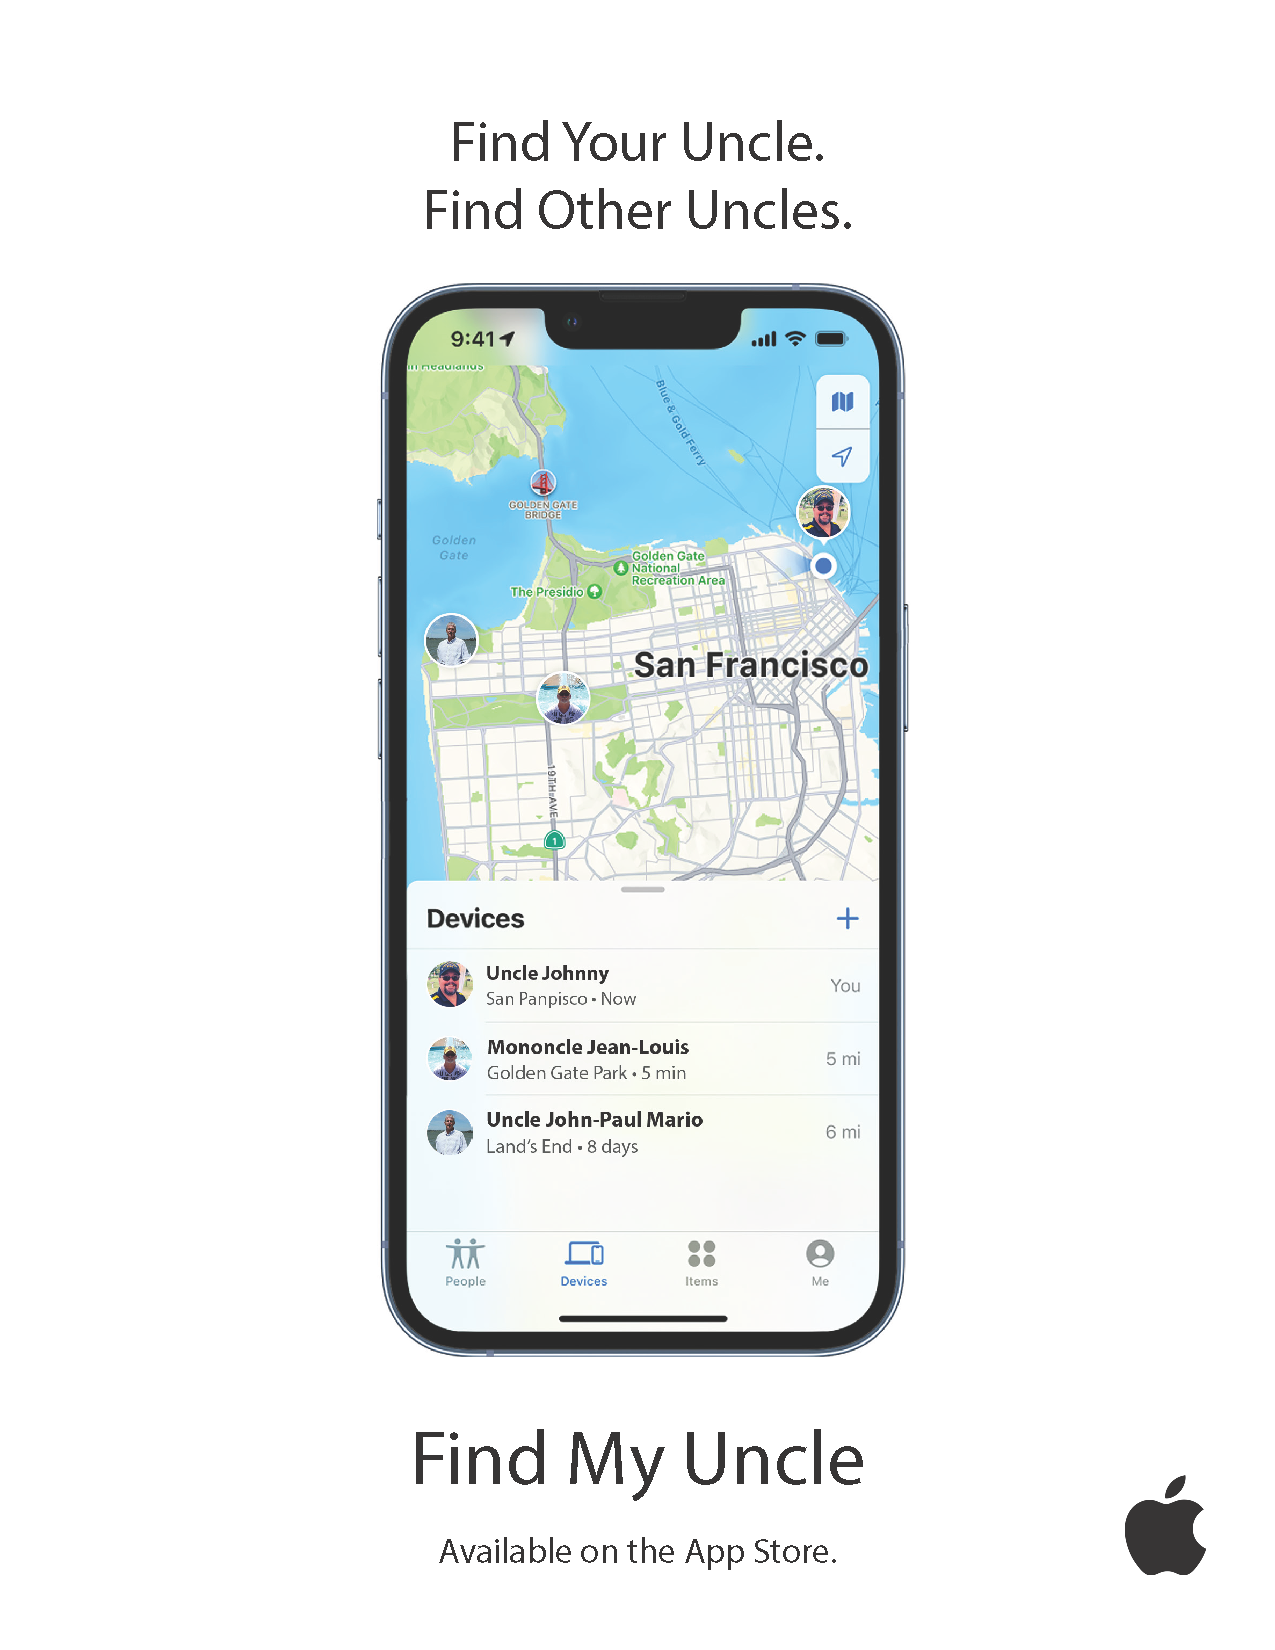 Find Your Uncle.
Find Other Uncles.
9:41
in Headlands
Blue & Gold Ferry
GOLDEN GATE
BRIDGE
Golden
Gate
Golden Gate
National
Recreation Area
The Presidio
San Francisco
19TH AVE
1
Devices
+
Uncle Johnny
San Panpisco • Now
You
Mononcle Jean-Louis
Golden Gate Park • 5 min
5 mi
Uncle John-Paul Mario
Land's End • 8 days
6 mi
People
Devices
Items
Me
Find My Uncle
Available on the App Store.